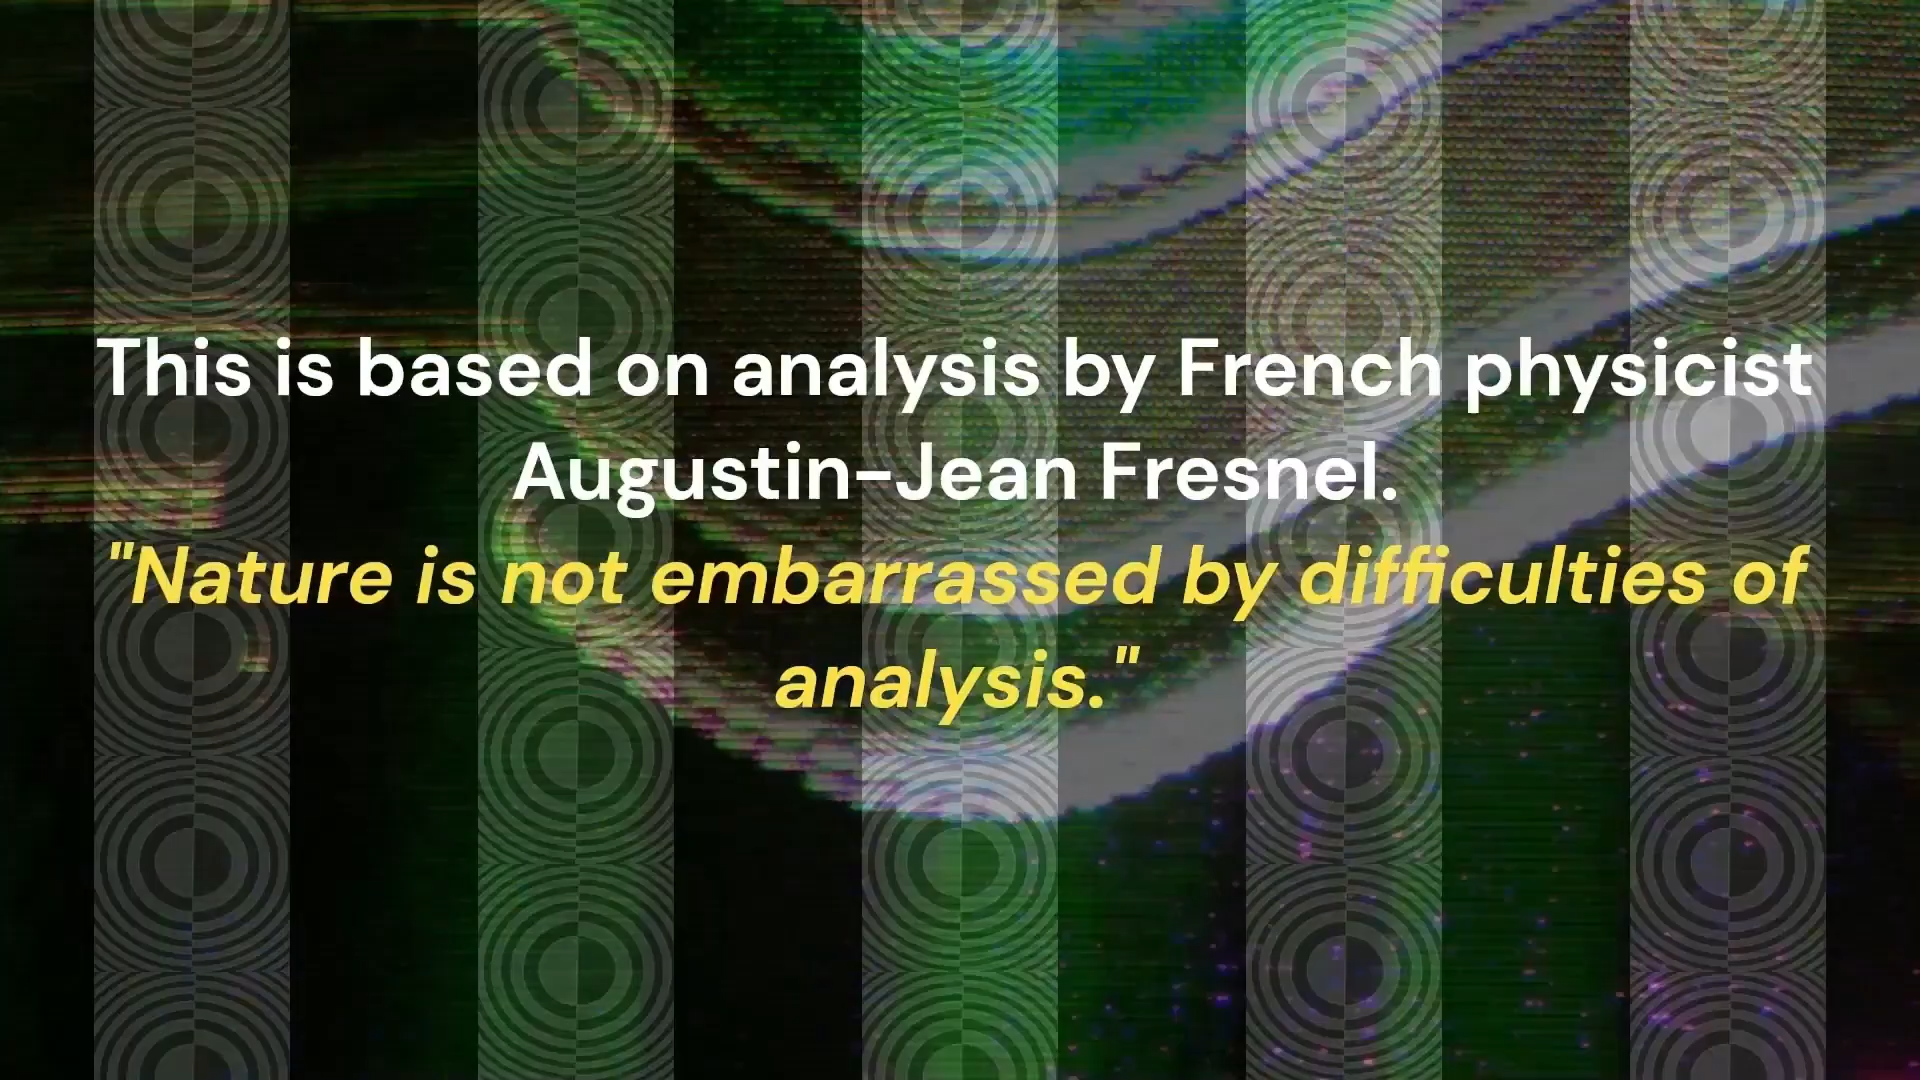 This is based on analysis by French physicist
Augustin-Jean Fresnel.
"Nature is not embarrassed by difficulties of
analysis."